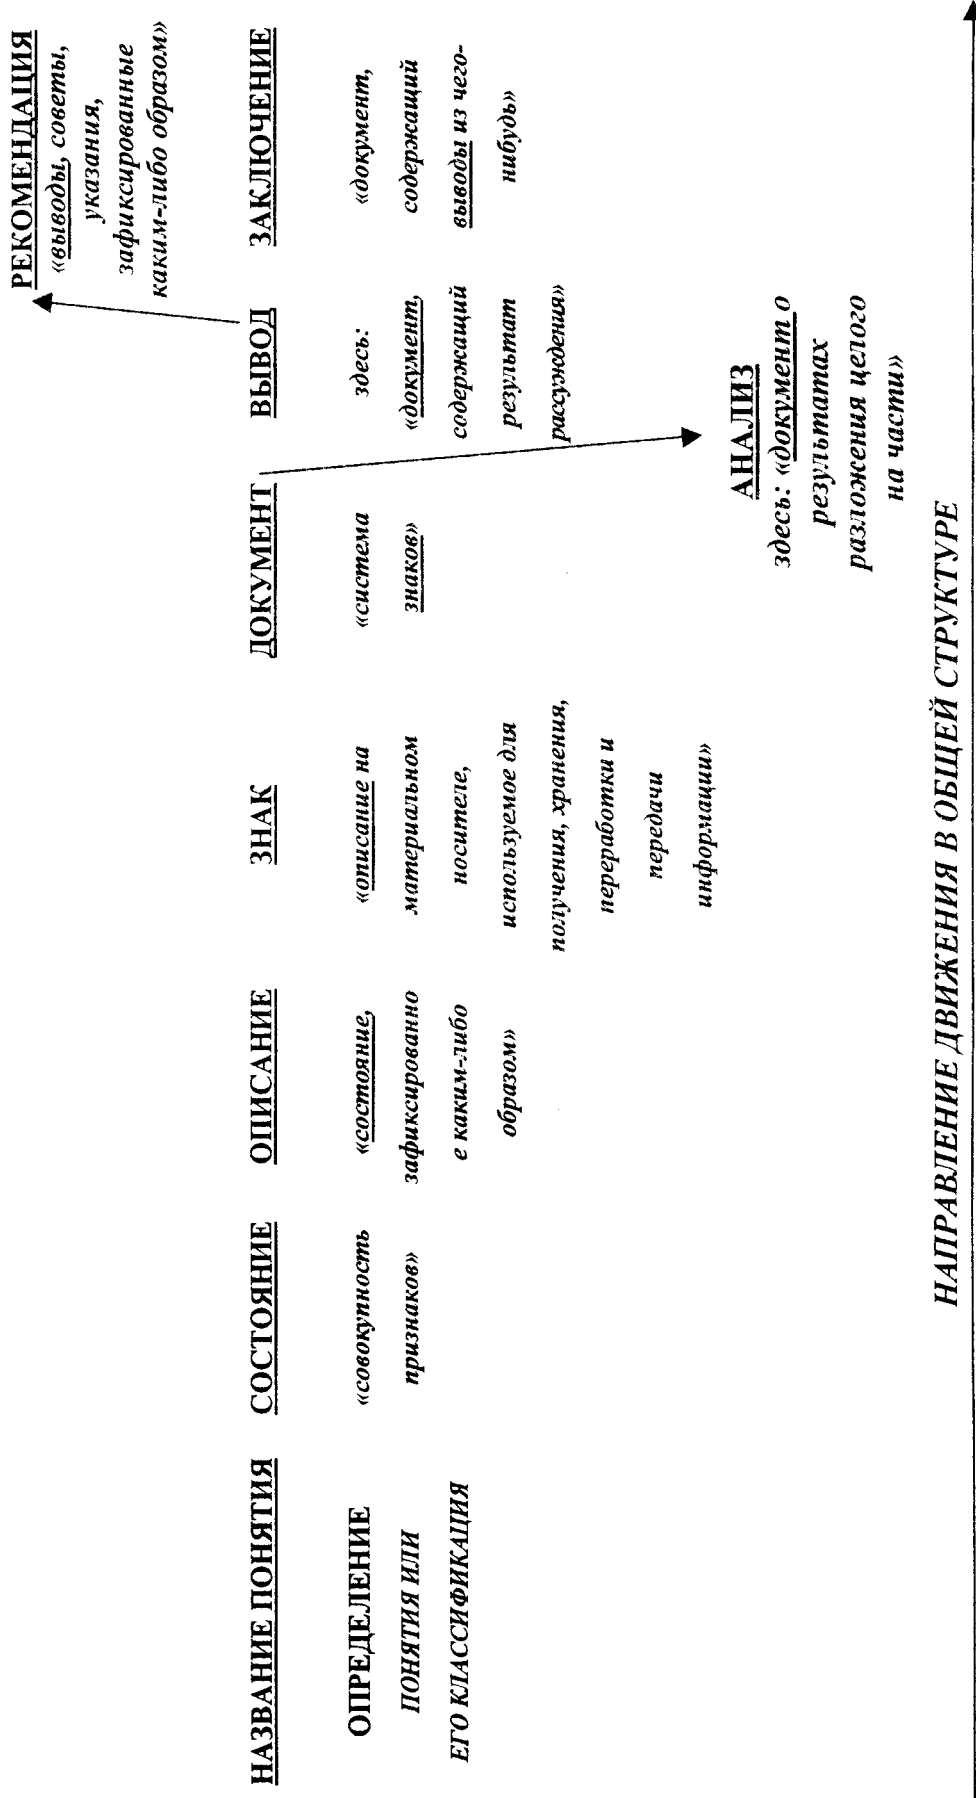 РЕКОМЕНДАЦИЯ
«выводы, советы,
указания,
зафиксированные
каким-либо образом»
НАЗВАНИЕ ПОНЯТИЯ
ОПРЕДЕЛЕНИЕ
ПОНЯТИЯ ИЛИ
ЕГО КЛАССИФИКАЦИЯ
СОСТОЯНИЕ
«совокупность
признаков»
ОПИСАНИЕ
«состояние,
зафиксированно
е каким-либо
образом»
ЗНАК
«описание на
материальном
носителе,
используемое для
получения, хранения,
переработки и
передачи
информации»
ДОКУМЕНТ
«система
знаков»
ВЫВОД
здесь:
«документ,
содержащий
результат
рассуждения»
ЗАКЛЮЧЕНИЕ
«документ,
содержащий
выводы из чего-
нибудь»
АНАЛИЗ
здесь: «документ о
результатах
разложения целого
на части»
НАПРАВЛЕНИЕ ДВИЖЕНИЯ В ОБЩЕЙ СТРУКТУРЕ